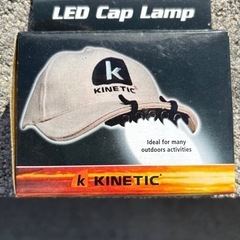 LED Cap Lamp
k
KINETIC
Ideal for many
outdoors activities
k KINETIC